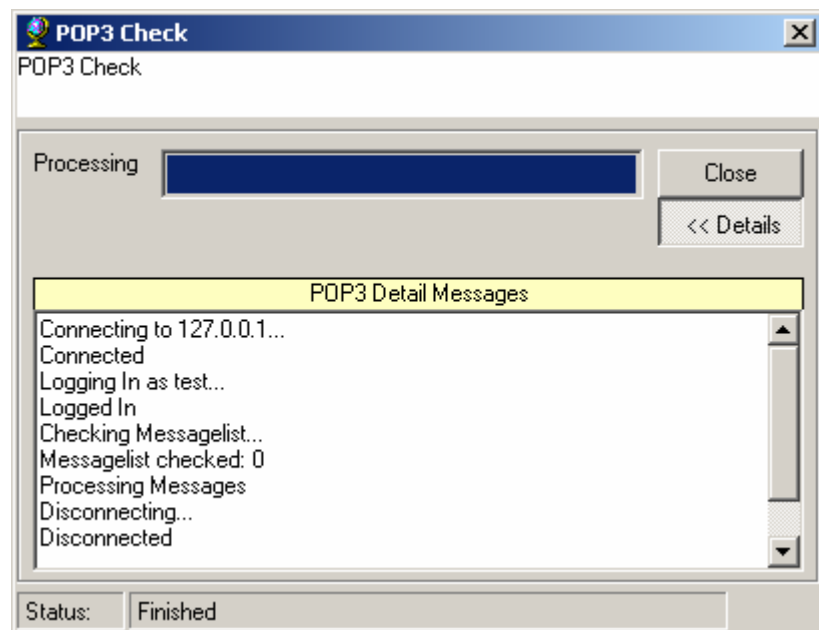 POP3 Check
POP3 Check
Processing
Close
<< Details
POP3 Detail Messages
Connecting to 127.0.0.1...
Connected
Logging In as test...
Logged In
Checking Messagelist...
Messagelist checked: 0
Processing Messages
Disconnecting...
Disconnected
Status: Finished